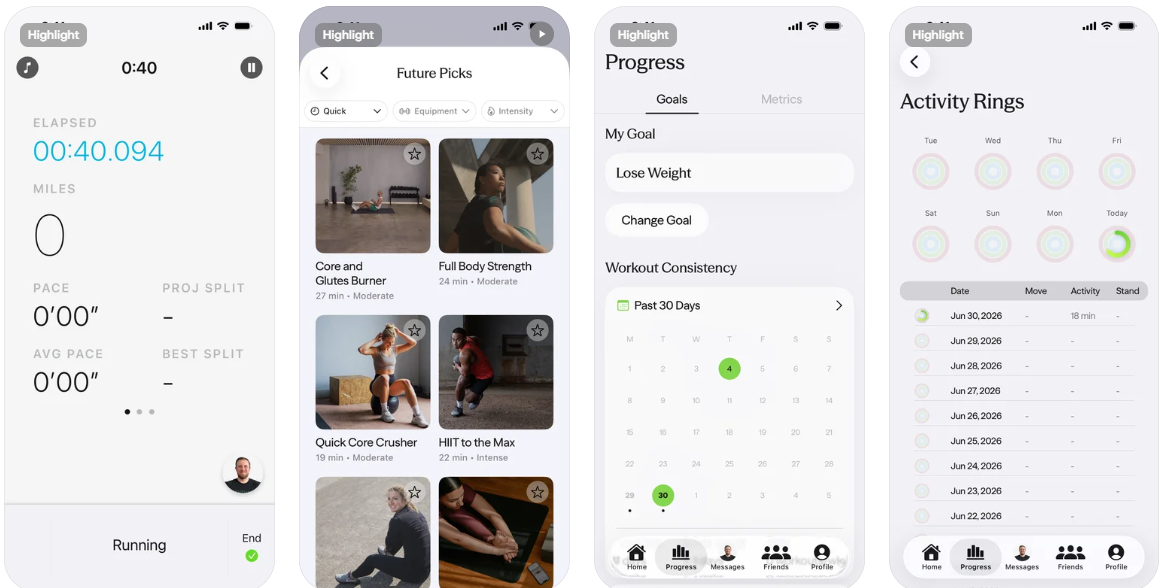 Highlight
0:40
ELAPSED
00:40.094
MILES
0
PACE
PROJ SPLIT
0'00"
–
AVG PACE
BEST SPLIT
0'00"
–
Running
End
Highlight
Future Picks
Quick
Equipment
Intensity
Core and
Glutes Burner
27 min • Moderate
Full Body Strength
24 min • Moderate
Quick Core Crusher
19 min • Moderate
HIIT to the Max
22 min • Intense
Highlight
Progress
Goals
Metrics
My Goal
Lose Weight
Change Goal
Workout Consistency
Past 30 Days
M T W T F S S
1 2 3 4 5 6 7
8 9 10 11 12 13 14
15 16 17 18 19 20 21
22 23 24 25 26 27 28
29 30 1 2 3 4 5
Home Progress Messages Friends Profile
Highlight
Activity Rings
Tue Wed Thu Fri
Sat Sun Mon Today
Date Move Activity Stand
Jun 30, 2026 - 18 min -
Jun 29, 2026 - - -
Jun 28, 2026 - - -
Jun 27, 2026 - - -
Jun 26, 2026 - - -
Jun 25, 2026 - - -
Jun 24, 2026 - - -
Jun 23, 2026 - - -
Jun 22, 2026 - - -
Home Progress Messages Friends Profile